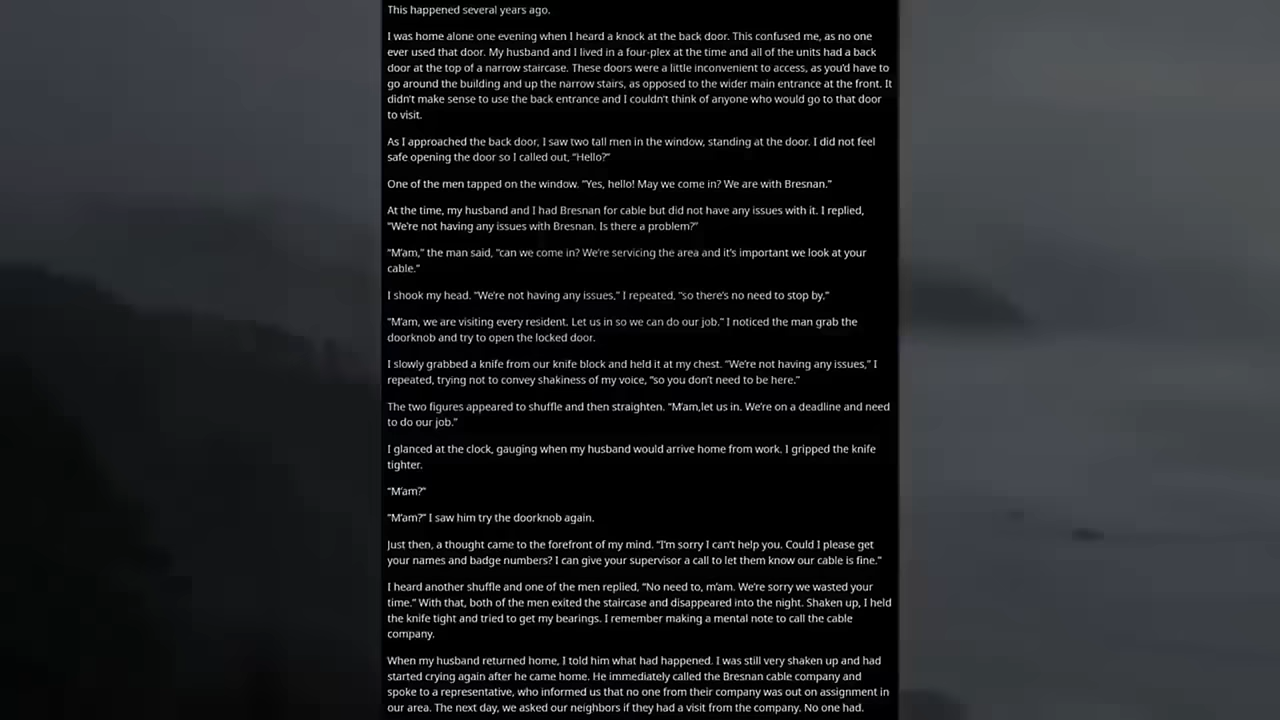 This happened several years ago.
I was home alone one evening when I heard a knock at the back door. This confused me, as no one
ever used that door. My husband and I lived in a four-plex at the time and all of the units had a back
door at the top of a narrow staircase. These doors were a little inconvenient to access, as you'd have to
go around the building and up the narrow stairs, as opposed to the wider main entrance at the front. It
didn't make sense to use the back entrance and I couldn't think of anyone who would go to that door
to visit.
As I approached the back door, I saw two tall men in the window, standing at the door. I did not feel
safe opening the door so I called out, “Hello?”
One of the men tapped on the window. “Yes, hello! May we come in? We are with Bresnan.”
At the time, my husband and I had Bresnan for cable but did not have any issues with it. I replied,
“We're not having any issues with Bresnan. Is there a problem?”
“M'am,” the man said, “can we come in? We're servicing the area and it's important we look at your
cable.”
I shook my head. “We're not having any issues,” I repeated, “so there's no need to stop by.”
“M'am, we are visiting every resident. Let us in so we can do our job.” I noticed the man grab the
doorknob and try to open the locked door.
I slowly grabbed a knife from our knife block and held it at my chest. “We're not having any issues,” I
repeated, trying not to convey shakiness of my voice, “so you don't need to be here.”
The two figures appeared to shuffle and then straighten. “M'am,let us in. We're on a deadline and need
to do our job.”
I glanced at the clock, gauging when my husband would arrive home from work. I gripped the knife
tighter.
“M'am?”
“M'am?” I saw him try the doorknob again.
Just then, a thought came to the forefront of my mind. “I'm sorry I can't help you. Could I please get
your names and badge numbers? I can give your supervisor a call to let them know our cable is fine.”
I heard another shuffle and one of the men replied, “No need to, m'am. We're sorry we wasted your
time.” With that, both of the men exited the staircase and disappeared into the night. Shaken up, I held
the knife tight and tried to get my bearings. I remember making a mental note to call the cable
company.
When my husband returned home, I told him what had happened. I was still very shaken up and had
started crying again after he came home. He immediately called the Bresnan cable company and
spoke to a representative, who informed us that no one from their company was out on assignment in
our area. The next day, we asked our neighbors if they had a visit from the company. No one had.